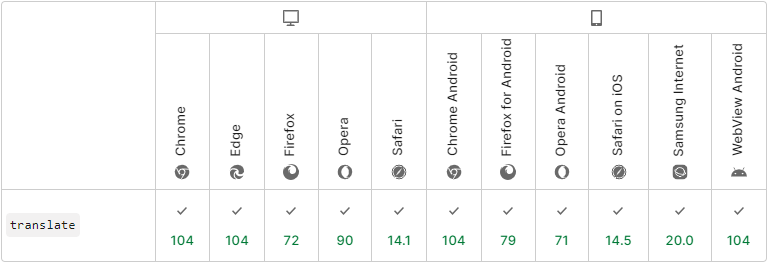 Chrome
Edge
Firefox
Opera
Safari
Chrome Android
Firefox for Android
Opera Android
Safari on iOS
Samsung Internet
WebView Android
translate
104 104 72 90 14.1 104 79 71 14.5 20.0 104